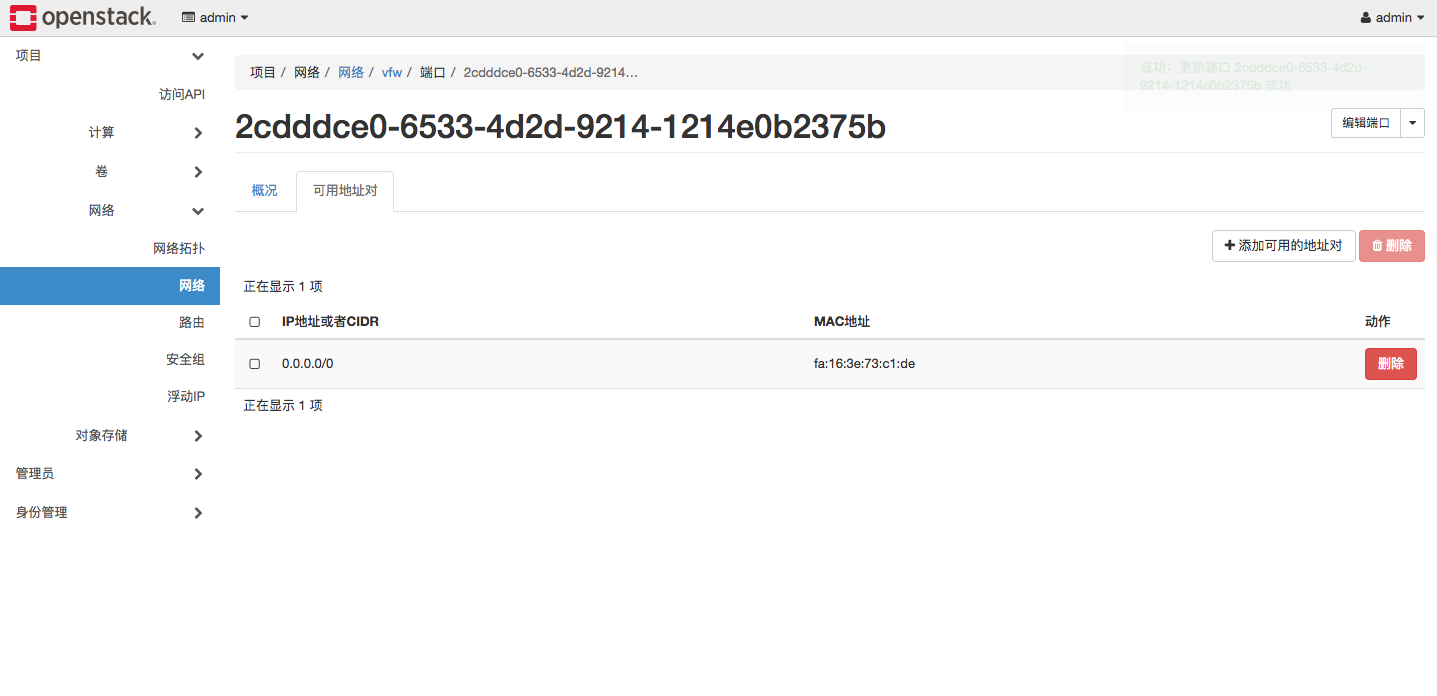 openstack.
admin
admin
项目
访问API
计算
卷
网络
网络拓扑
网络
路由
安全组
浮动IP
对象存储
管理员
身份管理
项目 / 网络 / 网络 / vfw / 端口 / 2cdddce0-6533-4d2d-9214…
成功：更新端口 2cdddce0-6533-4d2d-
9214-1214e0b2375b 成功
2cdddce0-6533-4d2d-9214-1214e0b2375b
编辑端口
概况
可用地址对
添加可用的地址对
删除
正在显示 1 项
IP地址或者CIDR MAC地址 动作
0.0.0.0/0 fa:16:3e:73:c1:de 删除
正在显示 1 项